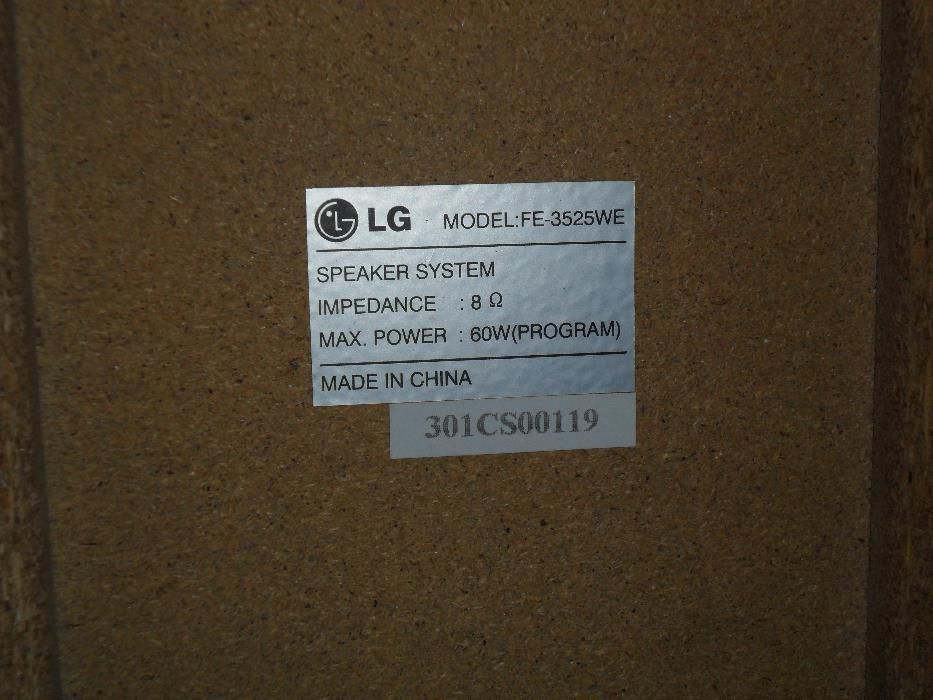 LG MODEL:FE-3525WE
SPEAKER SYSTEM
IMPEDANCE : 8 Ω
MAX. POWER : 60W(PROGRAM)
MADE IN CHINA
301CS00119